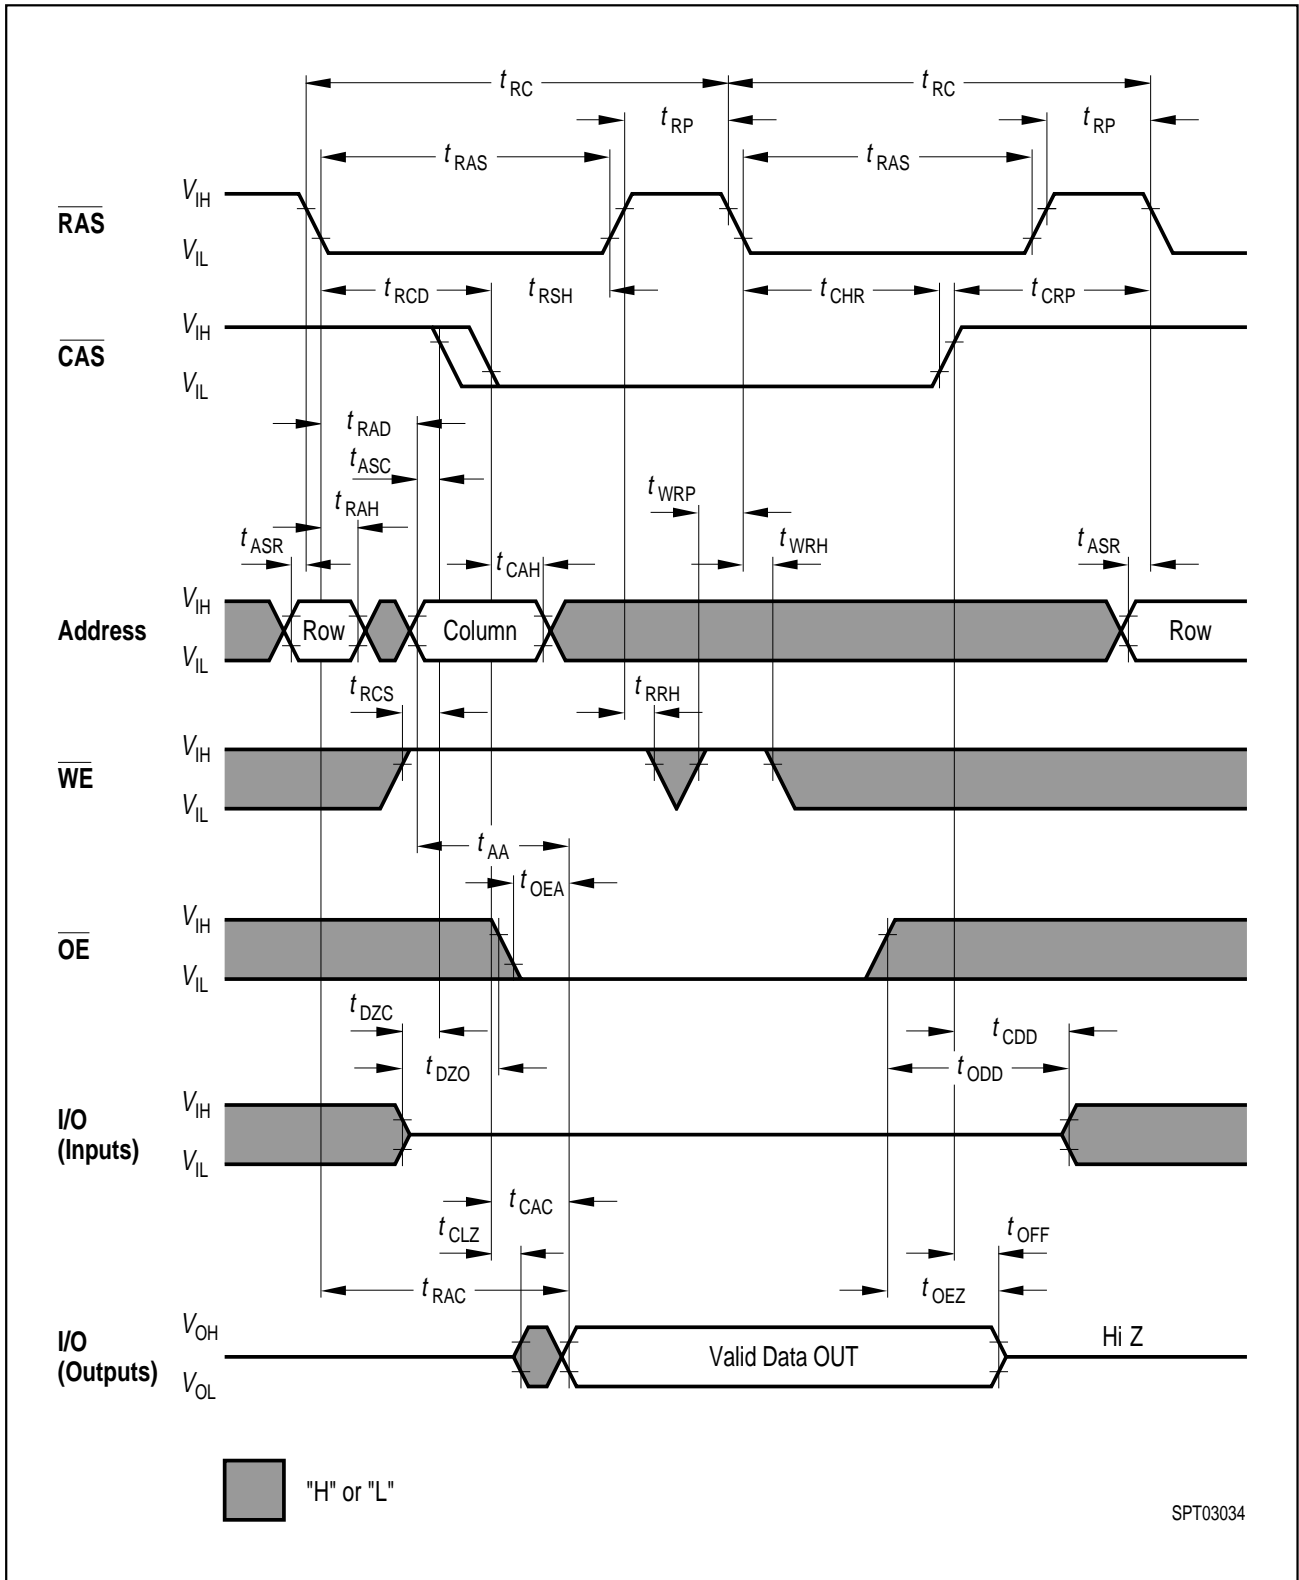 tRC tRC
tRP tRP
tRAS tRAS
VIH
RAS
VIL
tRCD tRSH tCHR tCRP
VIH
CAS
VIL
tRAD
tASC
tWRP
tRAH
tASR tCAH tWRH tASR
VIH
Address Row Column Row
VIL
tRCS tRRH
VIH
WE
VIL
tAA
tOEA
VIH
OE
VIL
tDZC
tCDD
tDZO tODD
VIH
I/O
(Inputs)
VIL
tCAC
tCLZ tOFF
tRAC tOEZ
VOH
I/O
(Outputs)
Valid Data OUT
Hi Z
VOL
"H" or "L"
SPT03034